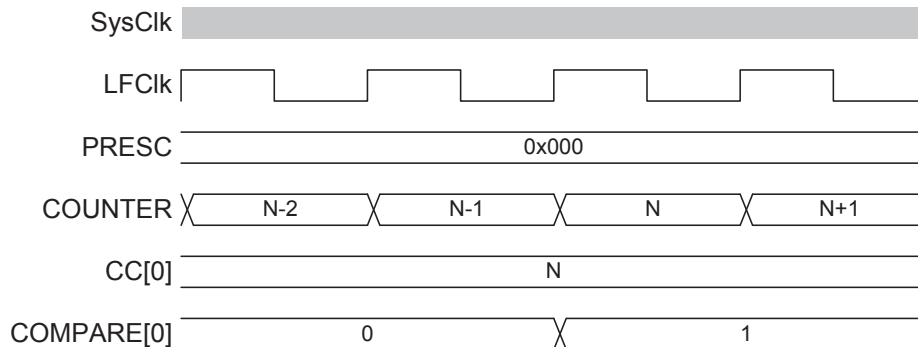 SysClk
LFClk
PRESC 0x000
COUNTER N-2 N-1 N N+1
CC[0] N
COMPARE[0] 0 1